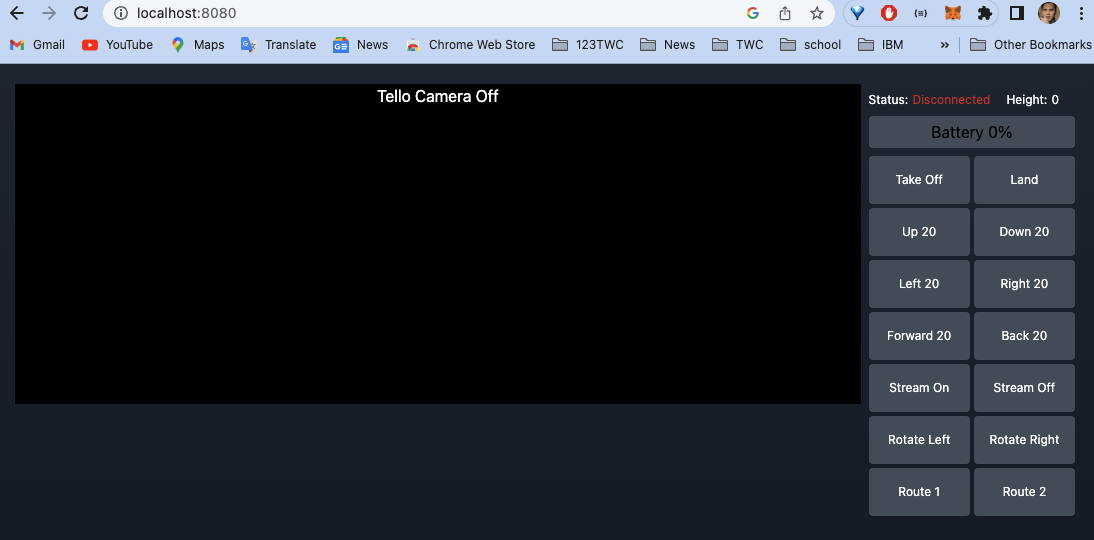 localhost:8080
Gmail YouTube Maps Translate News Chrome Web Store 123TWC News TWC school IBM » Other Bookmarks
Tello Camera Off
Status: Disconnected Height: 0
Battery 0%
Take Off Land
Up 20 Down 20
Left 20 Right 20
Forward 20 Back 20
Stream On Stream Off
Rotate Left Rotate Right
Route 1 Route 2